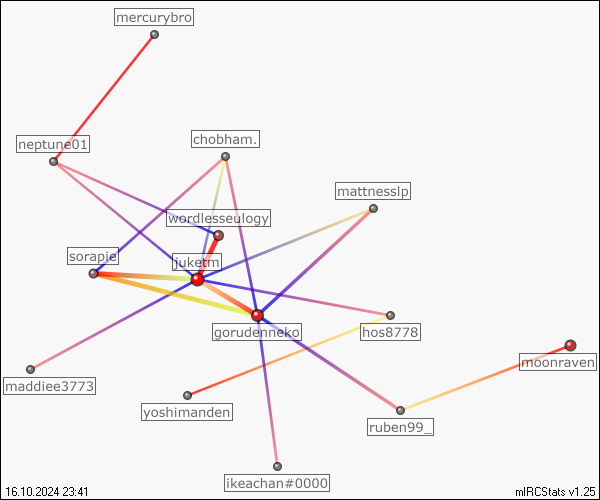 mercurybro
neptune01
chobham.
mattnesslp
wordlesseulogy
sorapie
juketm
gorudenneko
hos8778
moonraven
maddiee3773
yoshimanden
ruben99_
ikeachan#0000
16.10.2024 23:41
mIRCStats v1.25